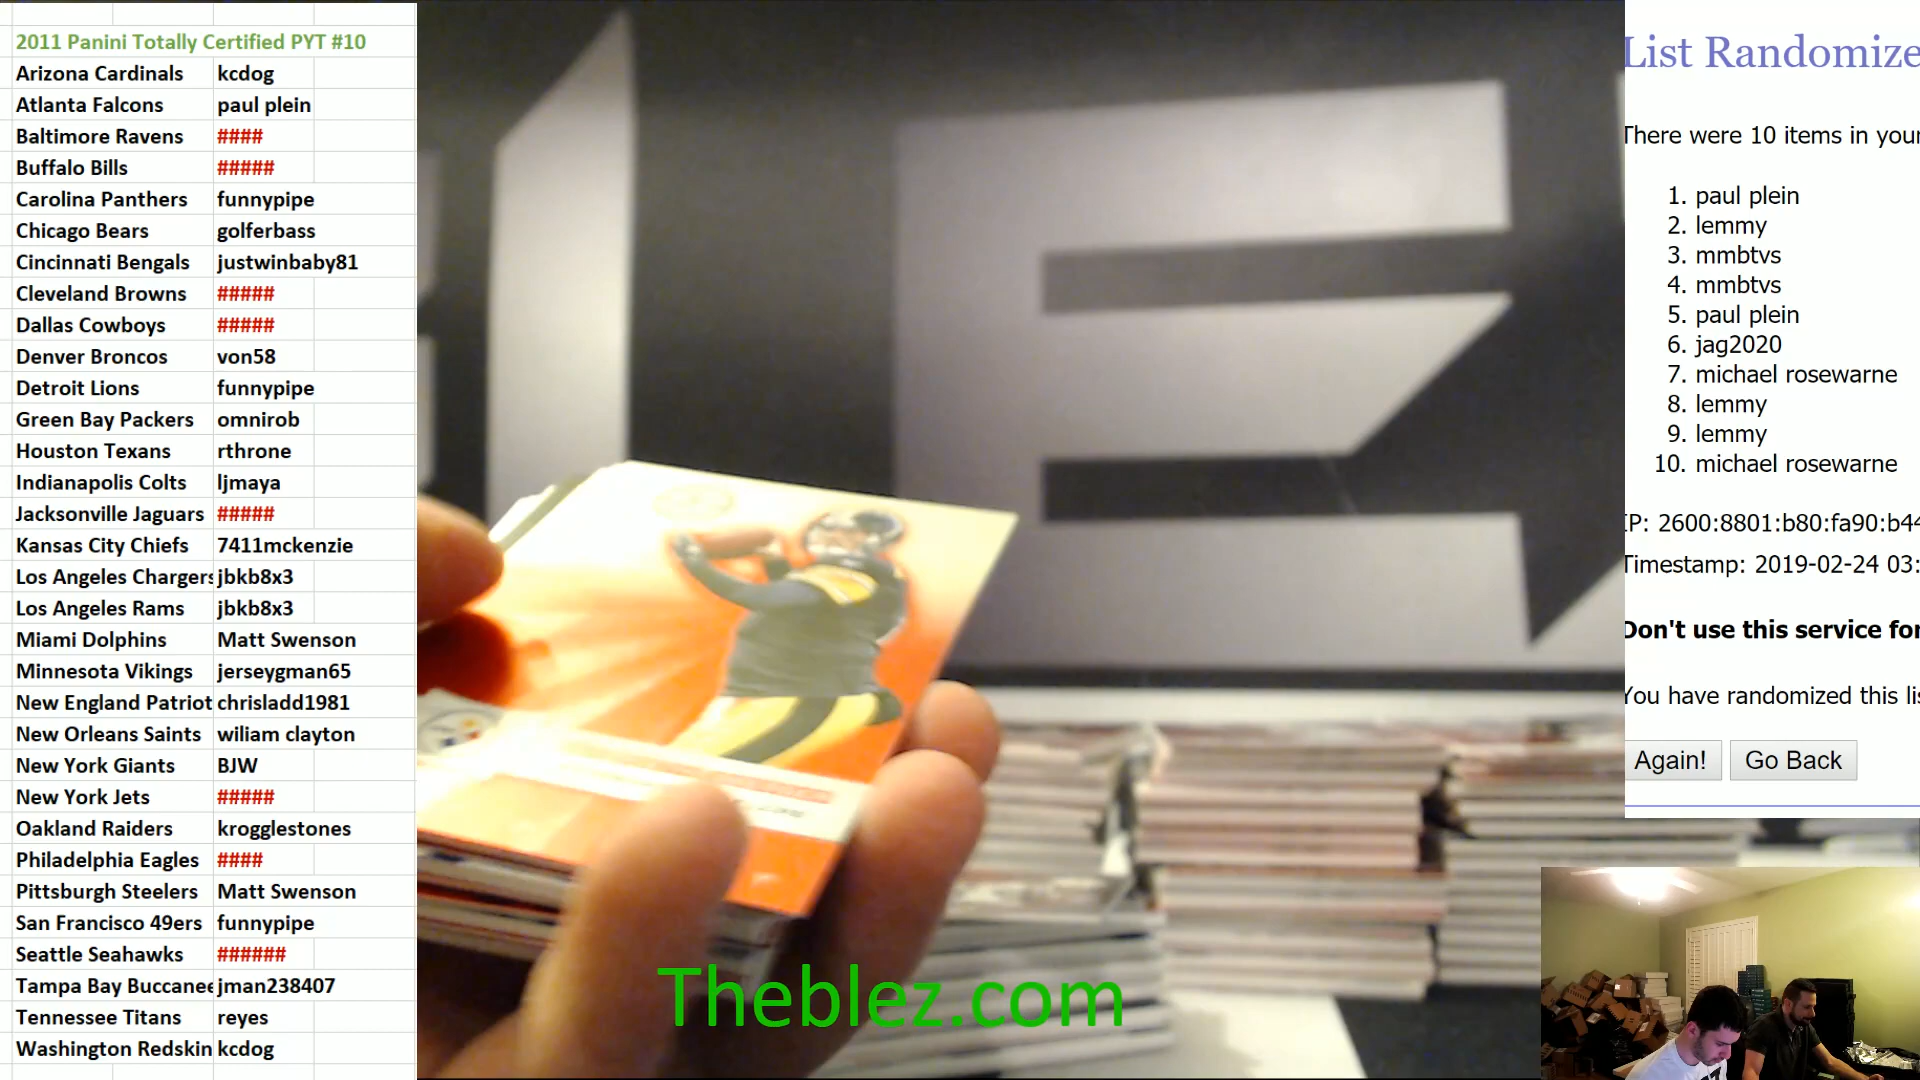 2011 Panini Totally Certified PYT #10
Arizona Cardinals kcdog
Atlanta Falcons paul plein
Baltimore Ravens ####
Buffalo Bills #####
Carolina Panthers funnypipe
Chicago Bears golferbass
Cincinnati Bengals justwinbaby81
Cleveland Browns #####
Dallas Cowboys #####
Denver Broncos von58
Detroit Lions funnypipe
Green Bay Packers omnirob
Houston Texans rthrone
Indianapolis Colts ljmaya
Jacksonville Jaguars #####
Kansas City Chiefs 7411mckenzie
Los Angeles Chargers jbkb8x3
Los Angeles Rams jbkb8x3
Miami Dolphins Matt Swenson
Minnesota Vikings jerseygman65
New England Patriot chrisladd1981
New Orleans Saints wiliam clayton
New York Giants BJW
New York Jets #####
Oakland Raiders krogglestones
Philadelphia Eagles ####
Pittsburgh Steelers Matt Swenson
San Francisco 49ers funnypipe
Seattle Seahawks ######
Tampa Bay Buccanee jman238407
Tennessee Titans reyes
Washington Redskin kcdog
Theblez.com
List Randomize
There were 10 items in your
1. paul plein
2. lemmy
3. mmbtvs
4. mmbtvs
5. paul plein
6. jag2020
7. michael rosewarne
8. lemmy
9. lemmy
10. michael rosewarne
IP: 2600:8801:b80:fa90:b44
Timestamp: 2019-02-24 03:
Don't use this service for
You have randomized this lis
Again! Go Back